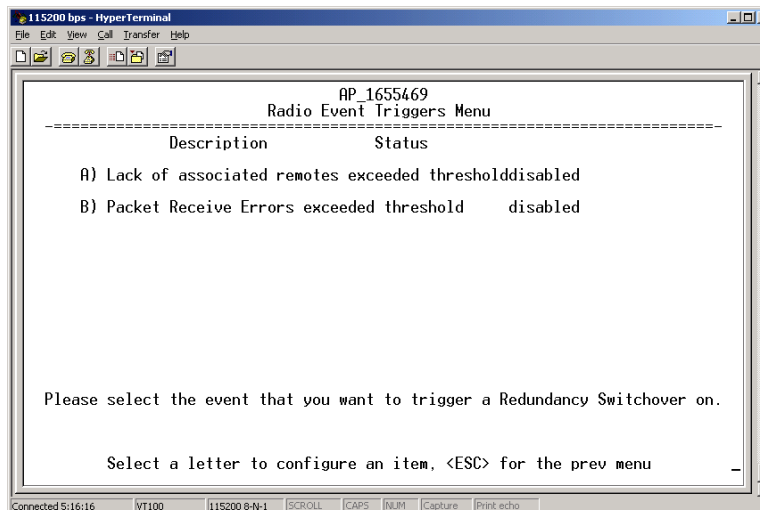 115200 bps - HyperTerminal
File Edit View Call Transfer Help
AP_1655469
Radio Event Triggers Menu
-==========================================================================-
Description Status
A) Lack of associated remotes exceeded thresholddisabled
B) Packet Receive Errors exceeded threshold disabled
Please select the event that you want to trigger a Redundancy Switchover on.
Select a letter to configure an item, <ESC> for the prev menu _
Connected 5:16:16 VT100 115200 8-N-1 SCROLL CAPS NUM Capture Print echo